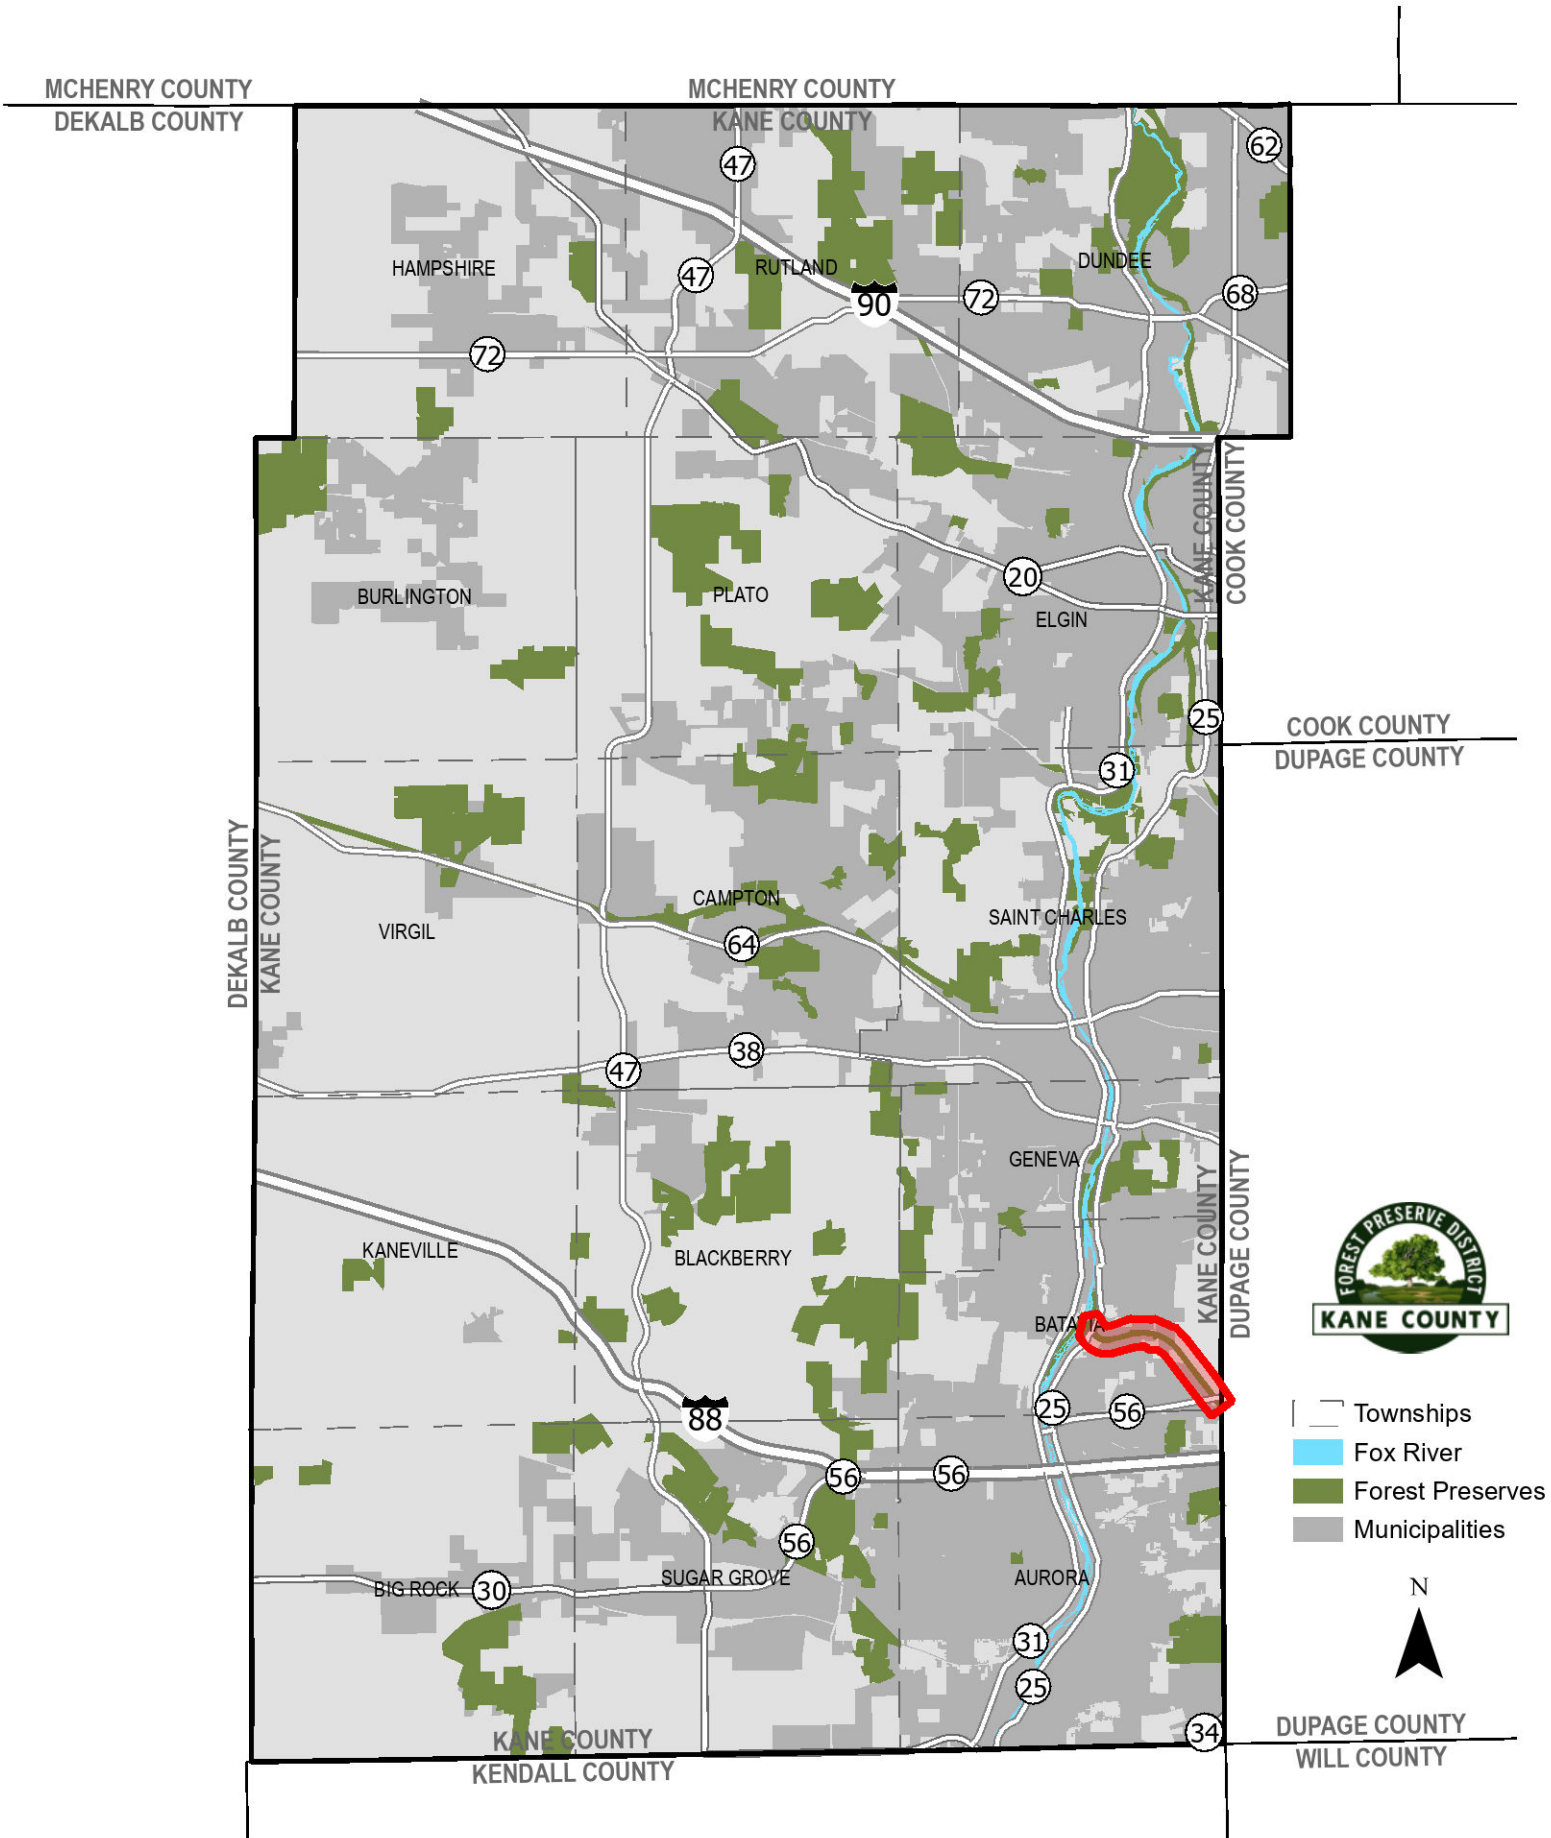 MCHENRY COUNTY
DEKALB COUNTY
MCHENRY COUNTY
KANE COUNTY
62
47
HAMPSHIRE
47
RUTLAND
DUNDEE
90
72
68
72
KANE COUNTY
COOK COUNTY
20
BURLINGTON
PLATO
ELGIN
25
COOK COUNTY
DUPAGE COUNTY
31
DEKALB COUNTY
KANE COUNTY
CAMPTON
SAINT CHARLES
VIRGIL
64
38
47
GENEVA
KANE COUNTY
DUPAGE COUNTY
KANEVILLE
BLACKBERRY
FOREST PRESERVE DISTRICT
KANE COUNTY
BATAVIA
88
25
56
Townships
Fox River
Forest Preserves
Municipalities
56
56
56
N
BIG ROCK
30
SUGAR GROVE
AURORA
31
25
34
KANE COUNTY
KENDALL COUNTY
DUPAGE COUNTY
WILL COUNTY